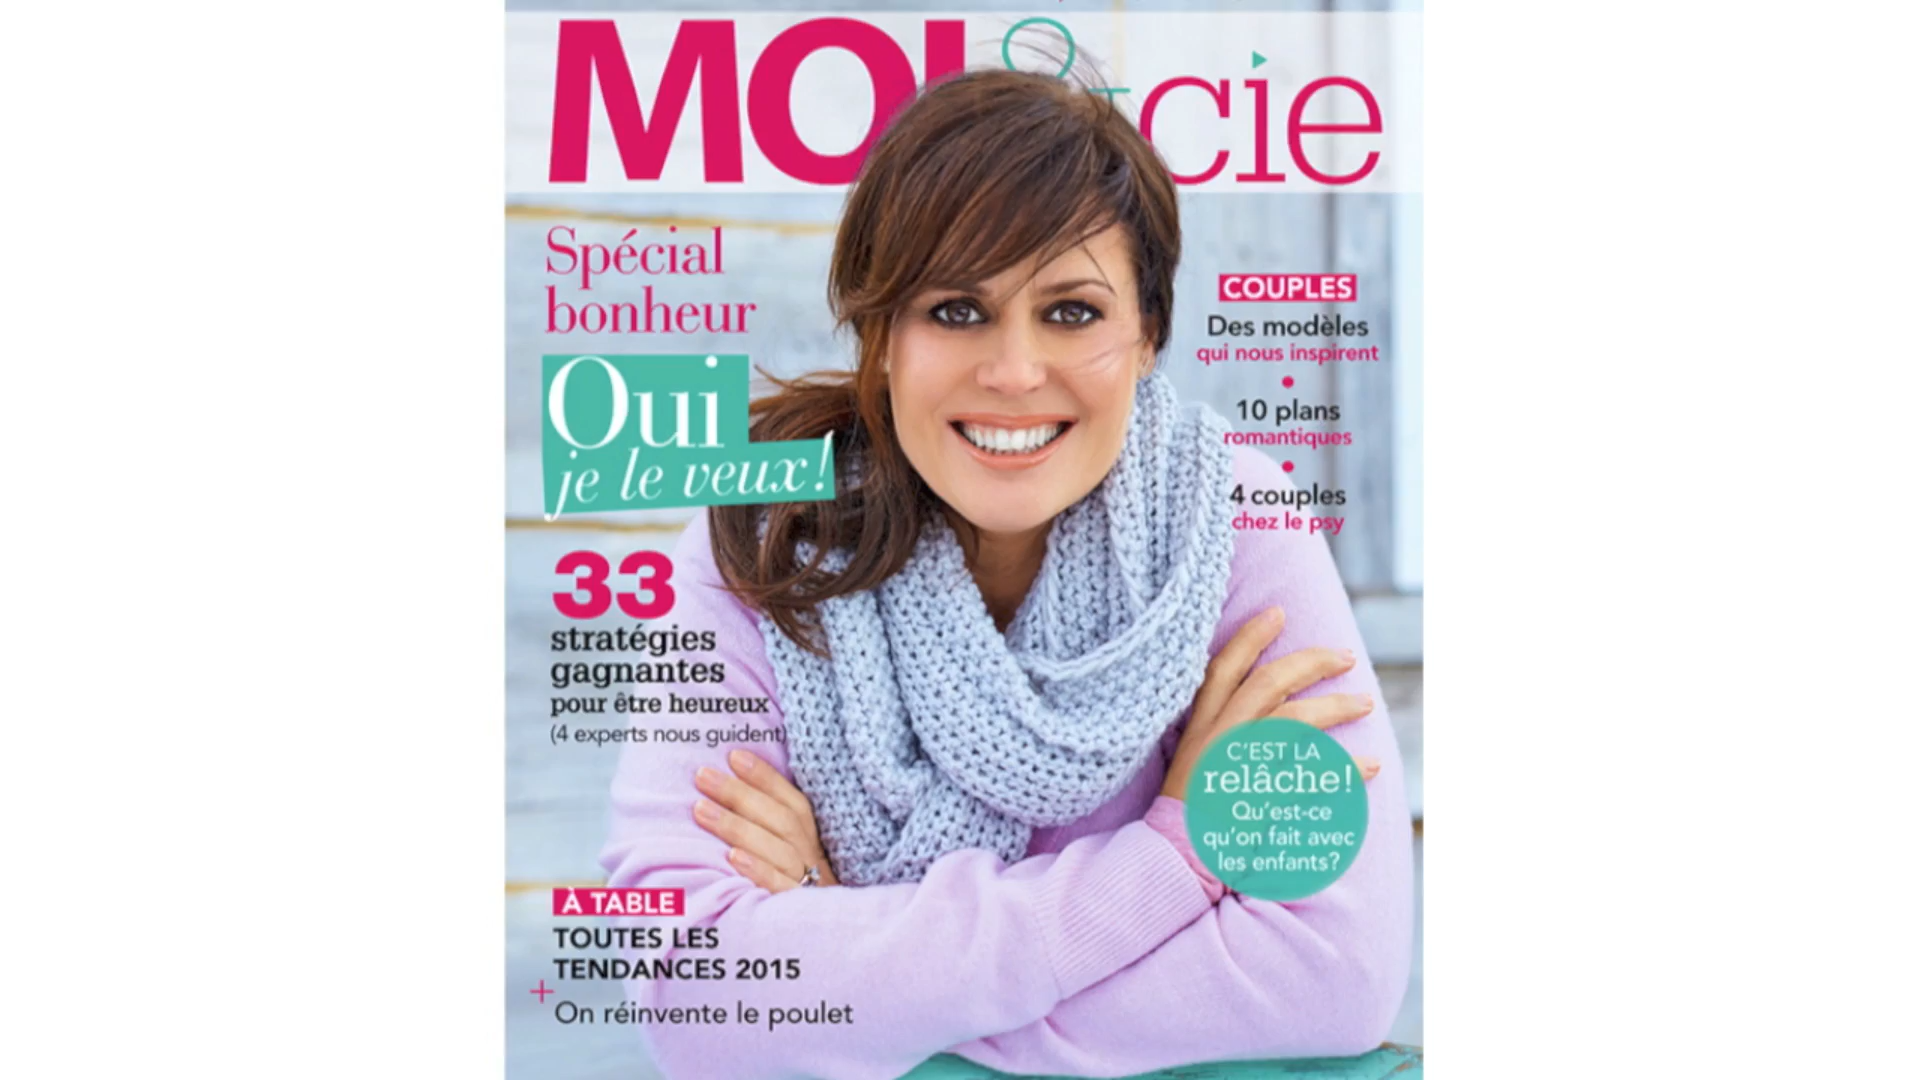 MOI & cie
Spécial
bonheur
Oui
je le veux!
33
stratégies
gagnantes
pour être heureux
(4 experts nous guident)
COUPLES
Des modèles
qui nous inspirent
10 plans
romantiques
4 couples
chez le psy
C'EST LA
relâche!
Qu'est-ce
qu'on fait avec
les enfants?
À TABLE
TOUTES LES
TENDANCES 2015
+
On réinvente le poulet